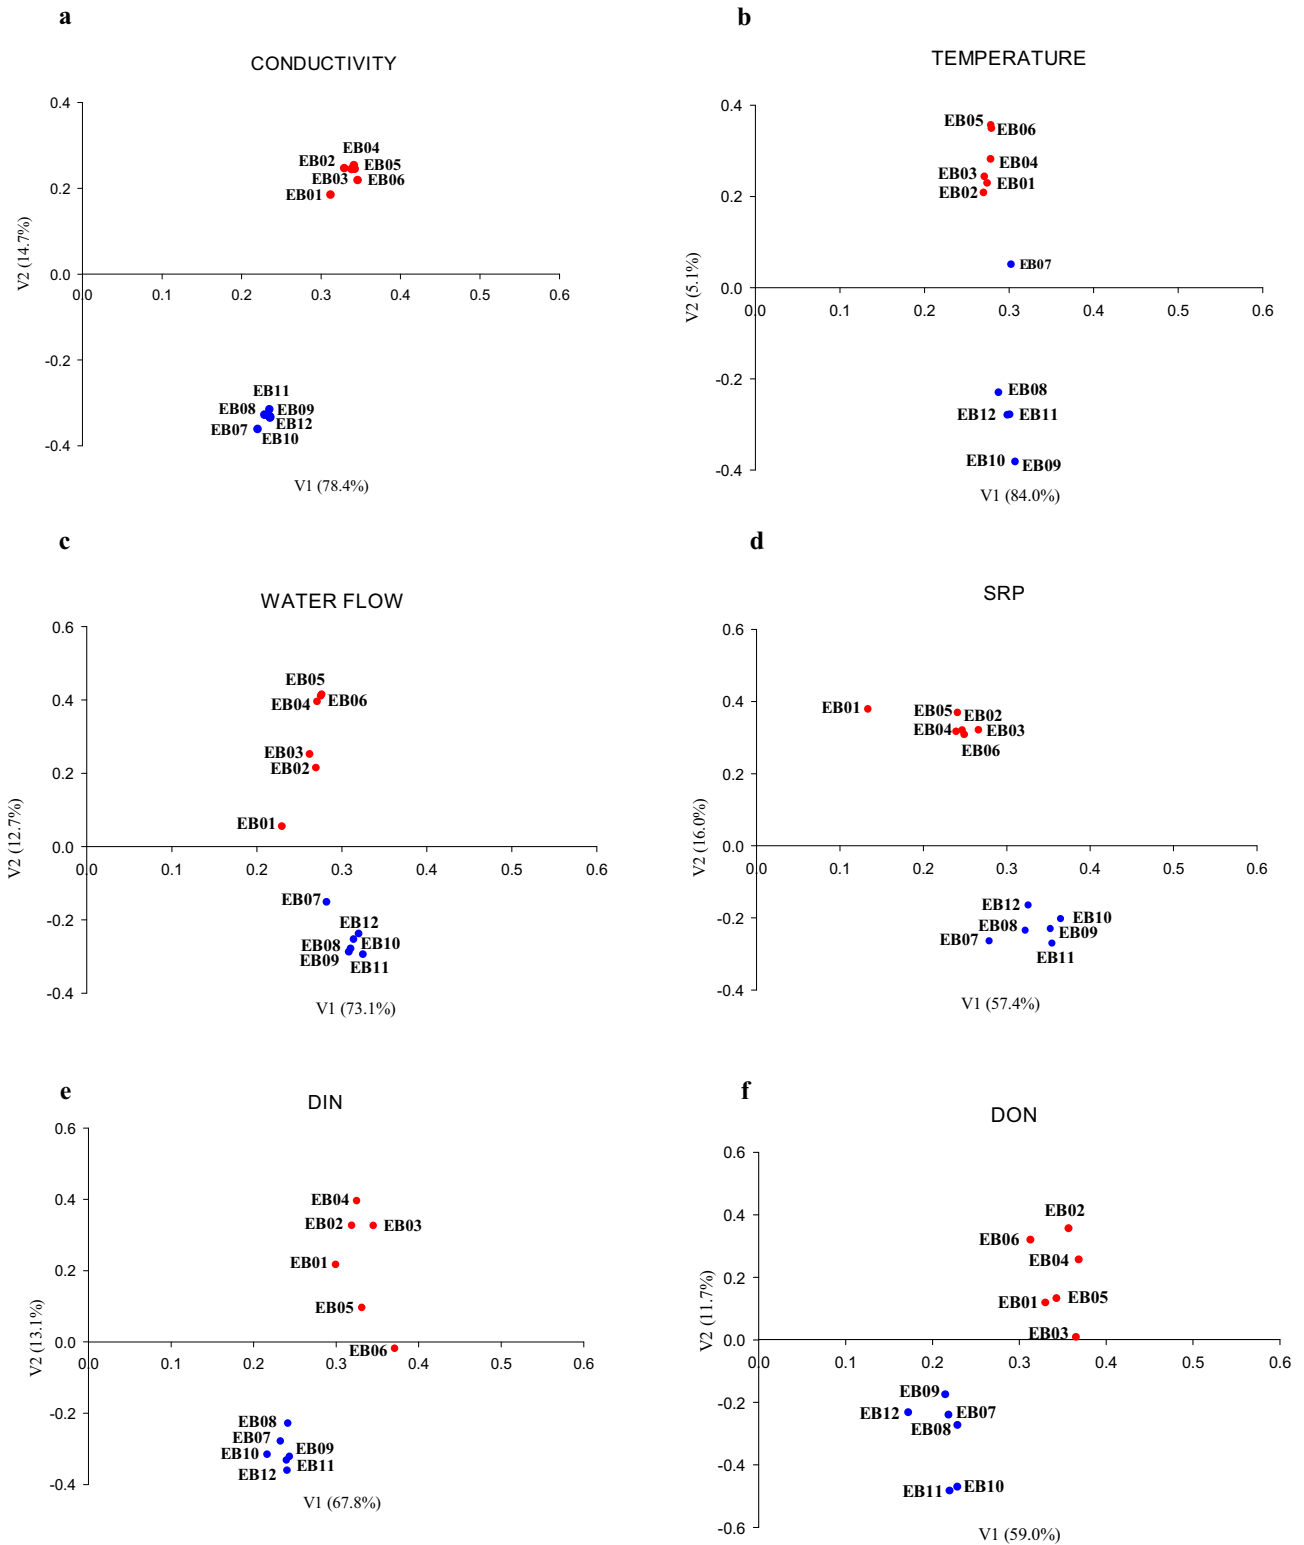 a
CONDUCTIVITY
0.4
EB04
EB02
EB05
EB03
EB06
0.2
EB01
V2 (14.7%)
0.0
0.0
0.1
0.2
0.3
0.4
0.5
0.6
-0.2
EB11
EB08
EB09
EB12
EB07
EB10
-0.4
V1 (78.4%)
b
TEMPERATURE
0.4
EB05
EB06
EB04
EB03
EB01
EB02
0.2
EB07
V2 (5.1%)
0.0
0.0
0.1
0.2
0.3
0.4
0.5
0.6
-0.2
EB08
EB12
EB11
EB10
EB09
-0.4
V1 (84.0%)
c
WATER FLOW
0.6
EB05
EB04
EB06
0.4
EB03
EB02
0.2
EB01
V2 (12.7%)
0.0
0.0
0.1
0.2
0.3
0.4
0.5
0.6
EB07
-0.2
EB12
EB08
EB10
EB09
EB11
-0.4
V1 (73.1%)
d
SRP
0.6
0.4
EB01
EB05
EB02
EB04
EB03
EB06
0.2
V2 (16.0%)
0.0
0.0
0.1
0.2
0.3
0.4
0.5
0.6
EB12
-0.2
EB10
EB08
EB09
EB07
EB11
-0.4
V1 (57.4%)
e
DIN
0.6
0.4
EB04
EB02
EB03
EB01
0.2
EB05
V2 (13.1%)
0.0
EB06
0.0
0.1
0.2
0.3
0.4
0.5
0.6
-0.2
EB08
EB07
EB10
EB09
EB11
EB12
-0.4
V1 (67.8%)
f
DON
0.6
0.4
EB02
EB06
EB04
0.2
EB01
EB05
EB03
V2 (11.7%)
0.0
0.0
0.1
0.2
0.3
0.4
0.5
0.6
EB09
-0.2
EB12
EB07
EB08
-0.4
EB11
EB10
-0.6
V1 (59.0%)